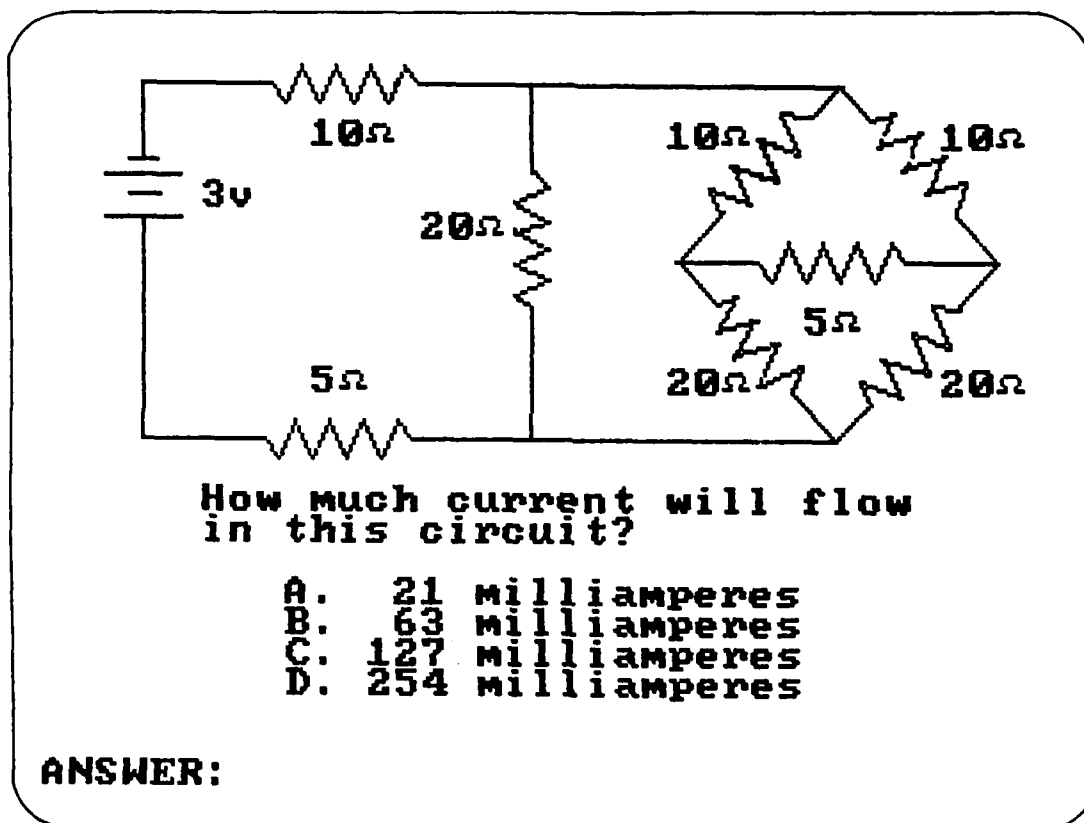 10Ω
10Ω 10Ω
3v
20Ω
5Ω
5Ω
20Ω 20Ω
How much current will flow
in this circuit?
A. 21 milliamperes
B. 63 milliamperes
C. 127 milliamperes
D. 254 milliamperes
ANSWER: